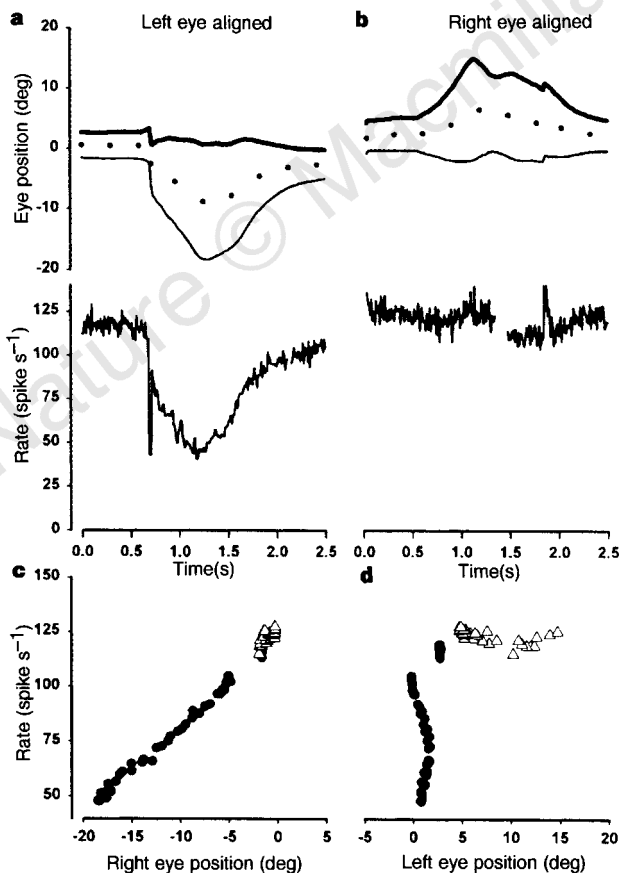 a
Left eye aligned
b
Right eye aligned
20
10
0
-10
-20
Eye position (deg)
125
100
75
50
25
0
Rate (spike s⁻¹)
0.0 0.5 1.0 1.5 2.0 2.5
0.0 0.5 1.0 1.5 2.0 2.5
Time(s)
Time(s)
c
d
150
125
100
75
50
Rate (spike s⁻¹)
-20 -15 -10 -5 0 5
-5 0 5 10 15 20
Right eye position (deg)
Left eye position (deg)
Nature © Macmilla